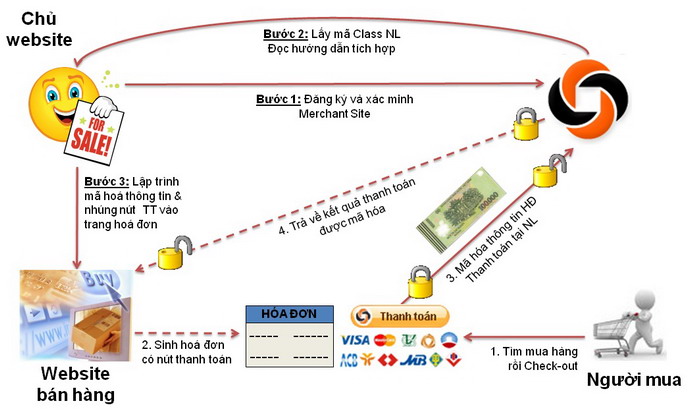 Chủ
website
Bước 2: Lấy mã Class NL
Đọc hướng dẫn tích hợp
FOR
SALE!
Bước 1: Đăng ký và xác minh
Merchant Site
Bước 3: Lập trình
mã hoá thông tin &
nhúng nút TT vào
trang hoá đơn
4. Trả về kết quả thanh toán
được mã hóa
100000
3. Mã hóa thông tin HĐ
Thanh toán tại NL
Buy
HÓA ĐƠN
Thanh toán
VISA
ACB
MB
2. Sinh hoá đơn
có nút thanh toán
1. Tìm mua hàng
rồi Check-out
Website
bán hàng
Người mua